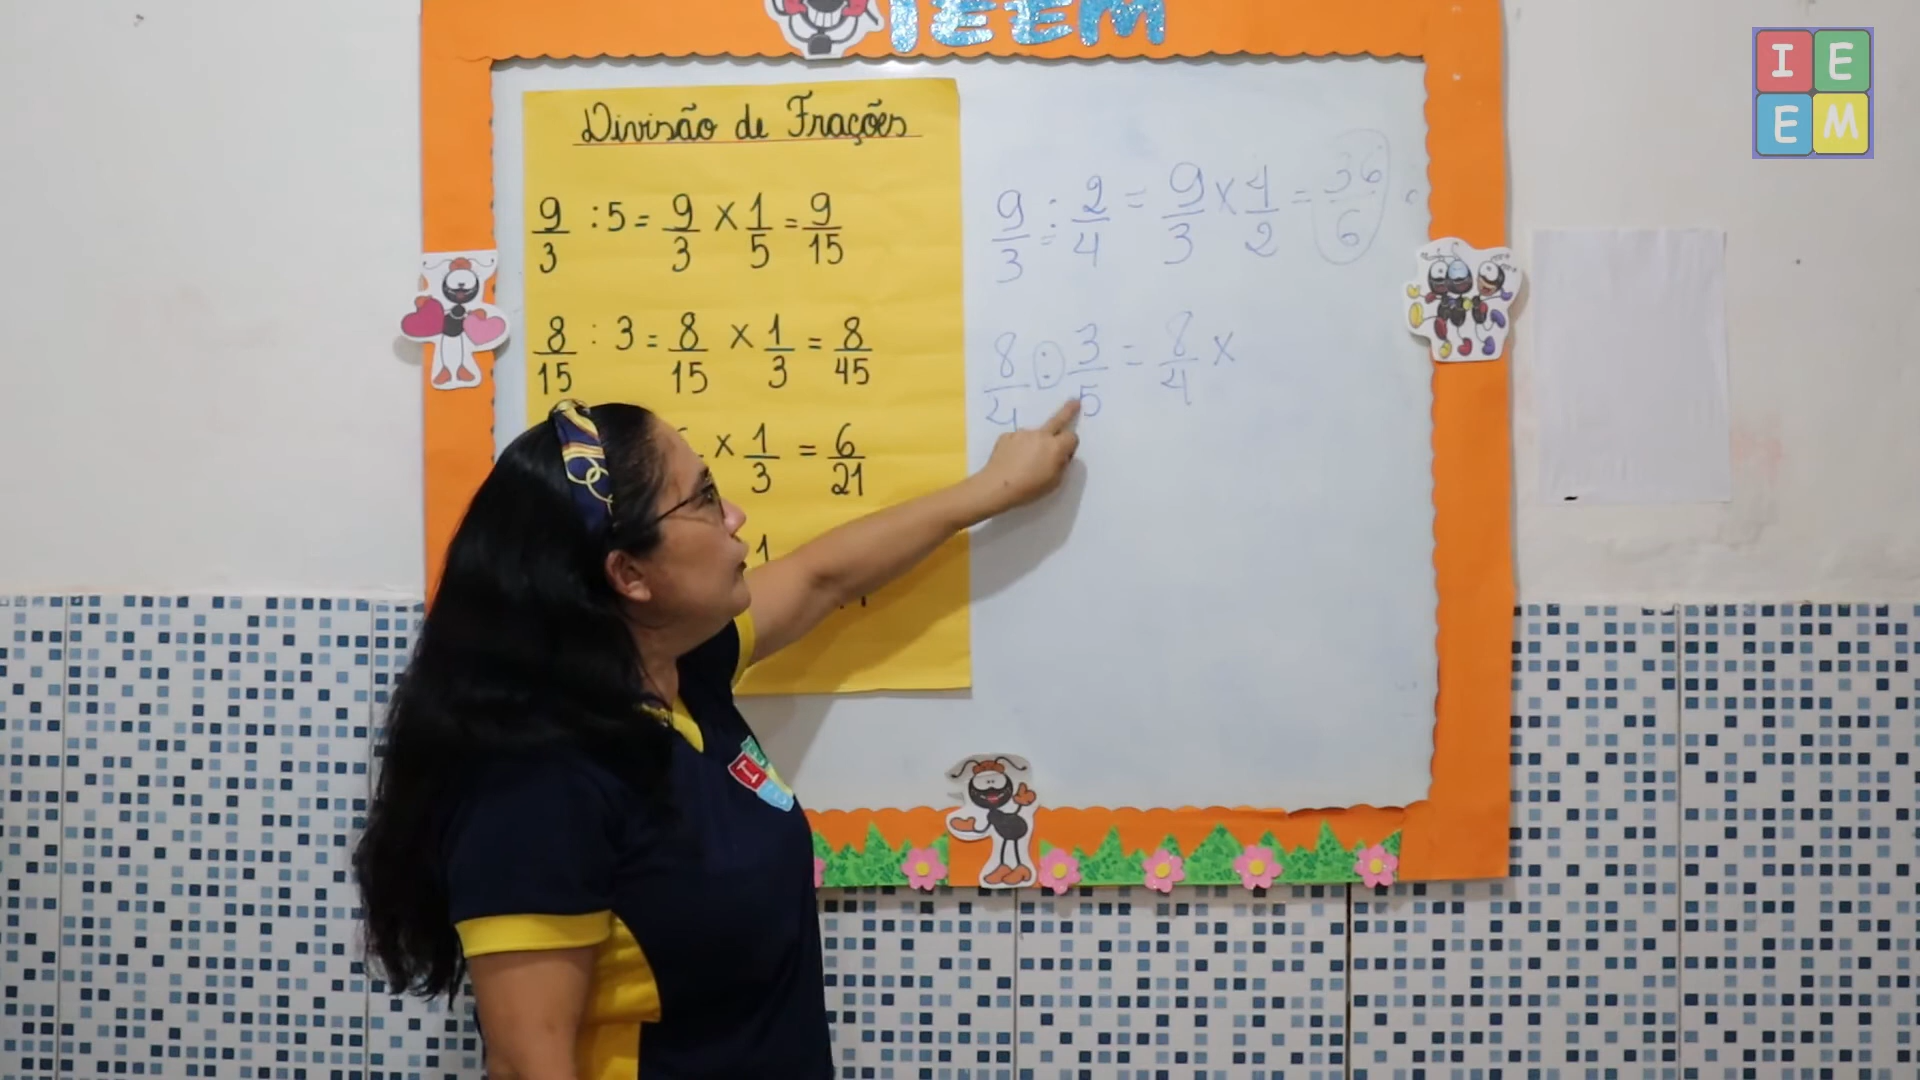 IEEM
I E
E M
Divisão de Frações
9/3 : 5 = 9/3 X 1/5 = 9/15
8/15 : 3 = 8/15 X 1/3 = 8/45
X 1/3 = 6/21
1
9/3 : 2/4 = 9/3 X 4/2 = 36/6
8/4 : 3/5 = 8/4 X